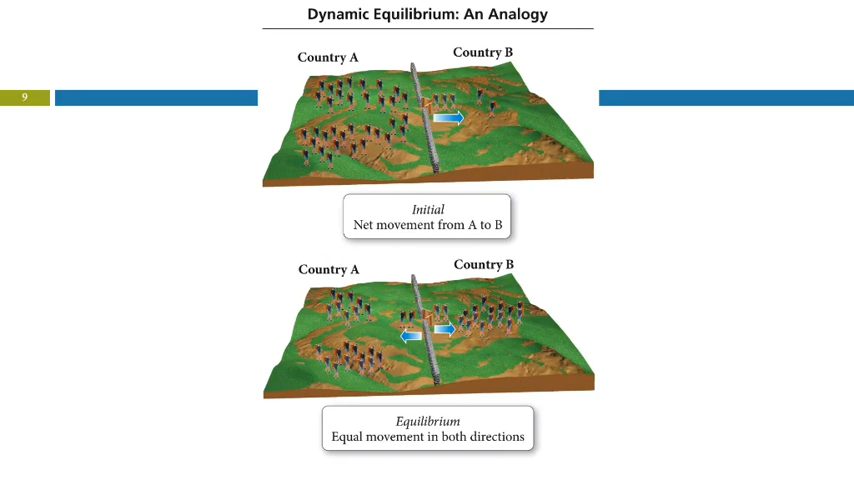 Dynamic Equilibrium: An Analogy
Country A
Country B
9
Initial
Net movement from A to B
Country A
Country B
Equilibrium
Equal movement in both directions